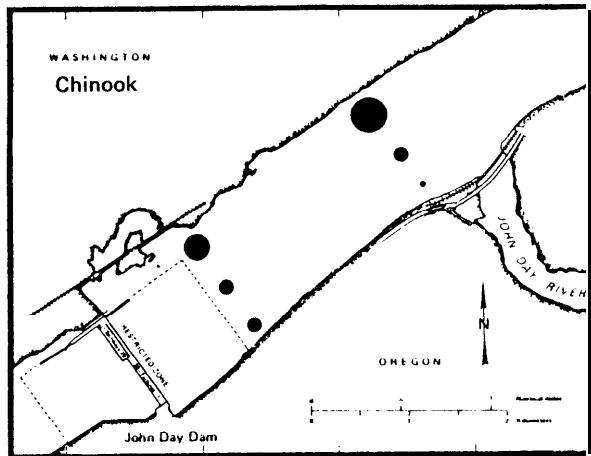 WASHINGTON
Chinook
JOHN DAY RIVER
RESTRICTED ZONE
N
OREGON
John Day Dam